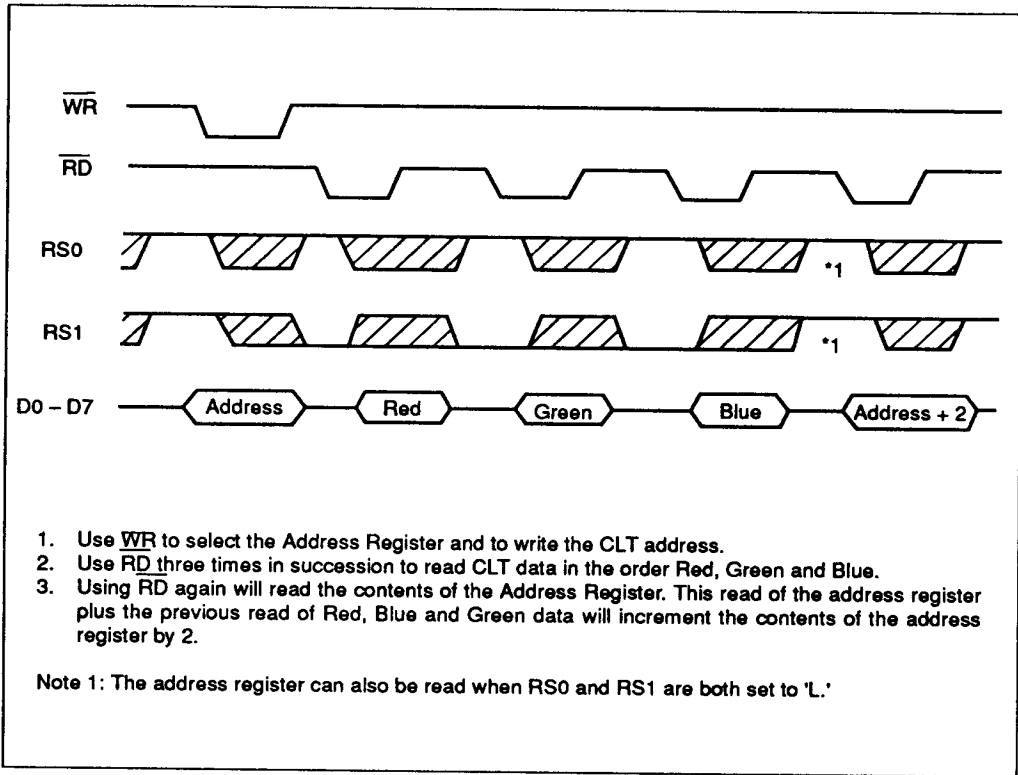 WR
RD
RS0
*1
RS1
*1
D0 – D7 Address Red Green Blue Address + 2
1. Use WR to select the Address Register and to write the CLT address.
2. Use RD three times in succession to read CLT data in the order Red, Green and Blue.
3. Using RD again will read the contents of the Address Register. This read of the address register
plus the previous read of Red, Blue and Green data will increment the contents of the address
register by 2.
Note 1: The address register can also be read when RS0 and RS1 are both set to 'L.'